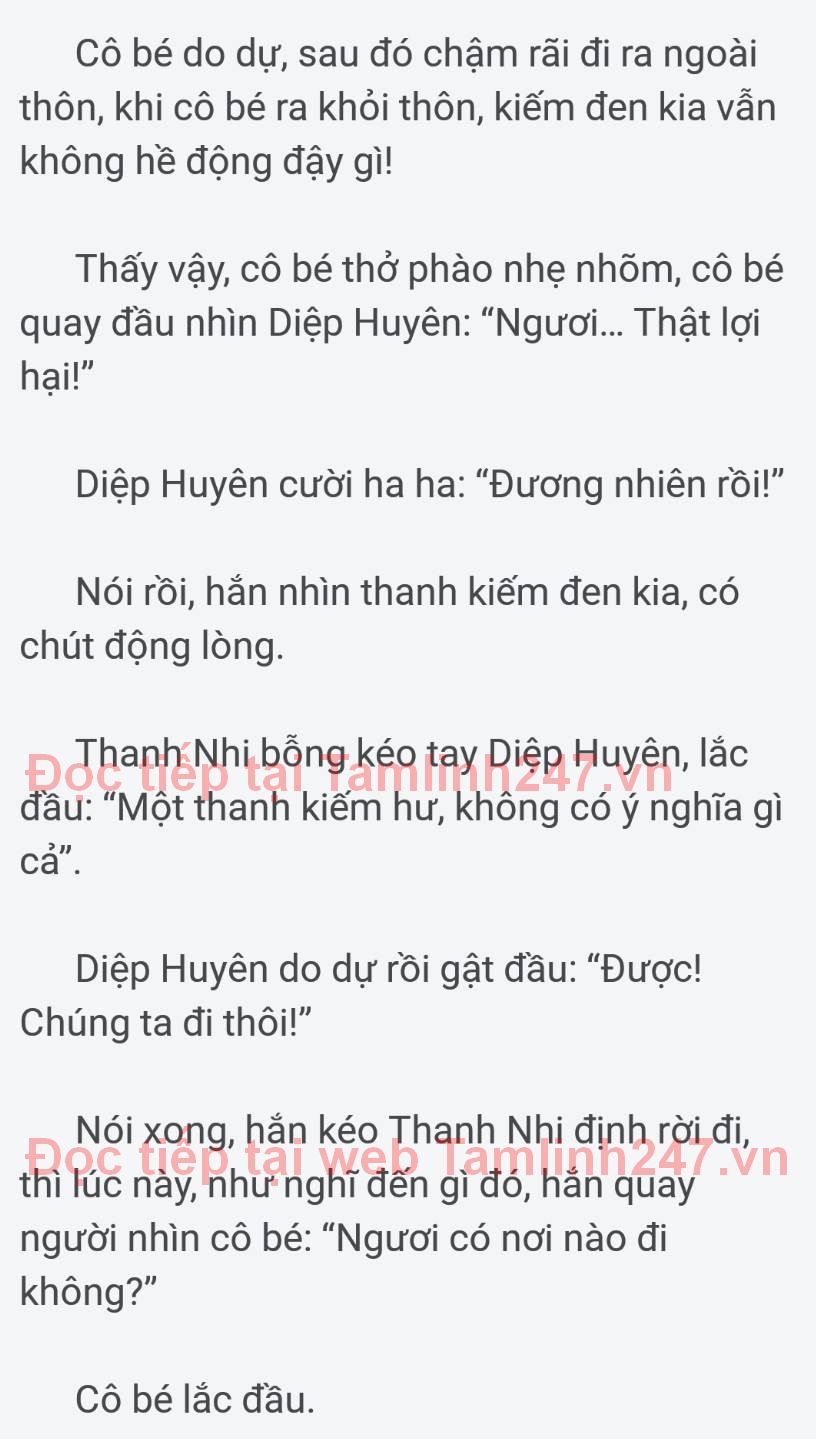 Cô bé do dự, sau đó chậm rãi đi ra ngoài
thôn, khi cô bé ra khỏi thôn, kiếm đen kia vẫn
không hề động đậy gì!
Thấy vậy, cô bé thở phào nhẹ nhõm, cô bé
quay đầu nhìn Diệp Huyên: “Ngươi... Thật lợi
hại!”
Diệp Huyên cười ha ha: “Đương nhiên rồi!”
Nói rồi, hắn nhìn thanh kiếm đen kia, có
chút động lòng.
Thanh Nhi bỗng kéo tay Diệp Huyên, lắc
Đọc tiếp tại Tamlinh247.vn
đầu: “Một thanh kiếm hư, không có ý nghĩa gì
cả”.
Diệp Huyên do dự rồi gật đầu: “Được!
Chúng ta đi thôi!”
Nói xong, hắn kéo Thanh Nhi định rời đi,
Đọc tiếp tại web Tamlinh247.vn
thì lúc này, như nghĩ đến gì đó, hắn quay
người nhìn cô bé: “Ngươi có nơi nào đi
không?”
Cô bé lắc đầu.